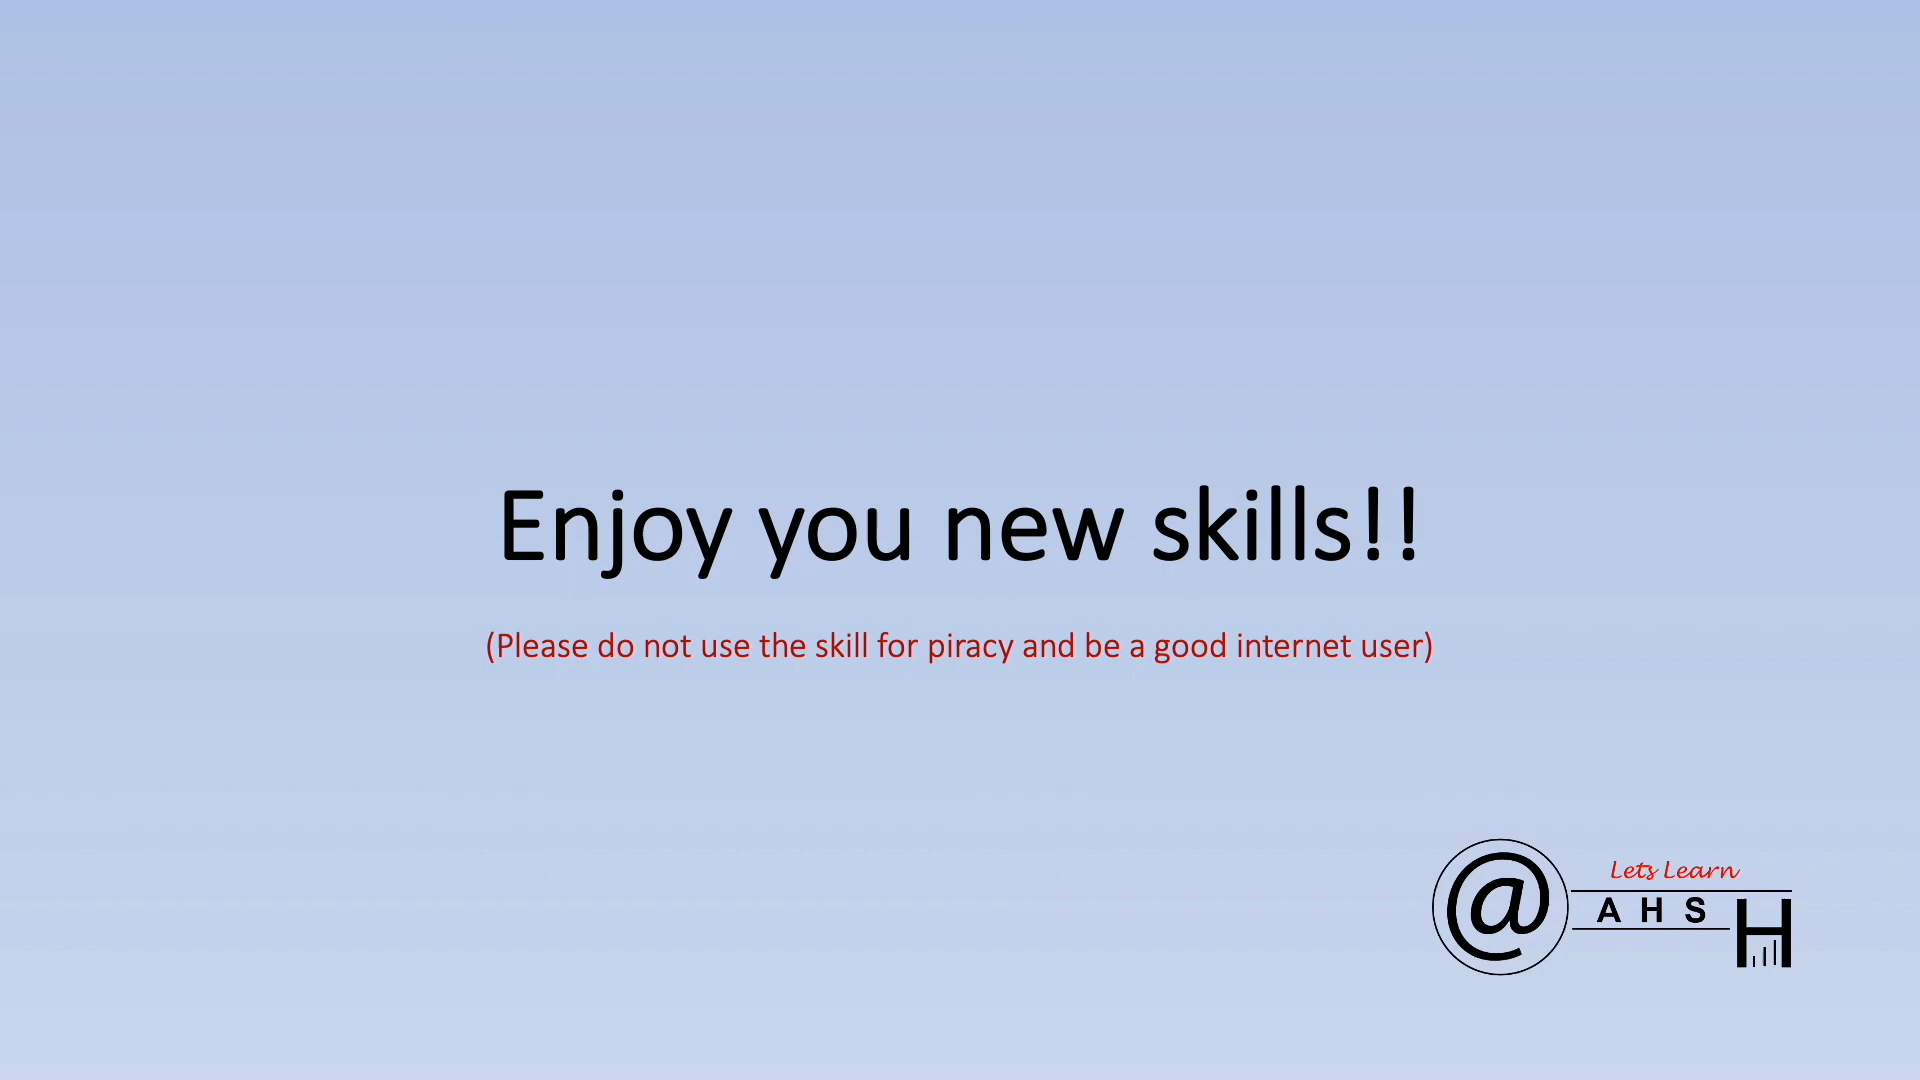 Enjoy you new skills!!
(Please do not use the skill for piracy and be a good internet user)
Lets Learn
@ A H S H